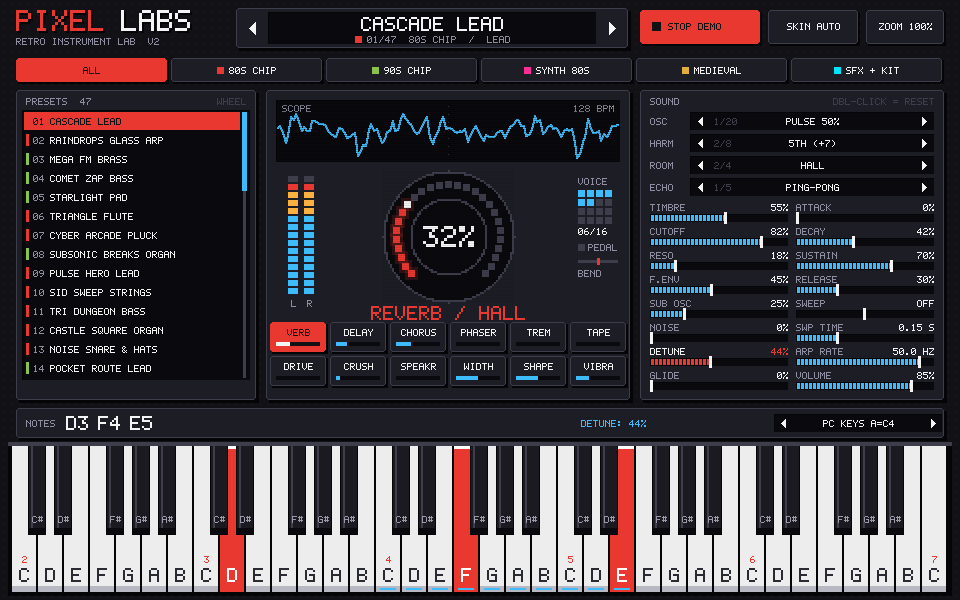 PIXEL LABS
RETRO INSTRUMENT LAB V2
CASCADE LEAD
01/47 80S CHIP / LEAD
STOP DEMO
SKIN AUTO
ZOOM 100%
ALL
80S CHIP
90S CHIP
SYNTH 80S
MEDIEVAL
SFX + KIT
PRESETS 47
WHEEL
01 CASCADE LEAD
02 RAINDROPS GLASS ARP
03 MEGA FM BRASS
04 COMET ZAP BASS
05 STARLIGHT PAD
06 TRIANGLE FLUTE
07 CYBER ARCADE PLUCK
08 SUBSONIC BREAKS ORGAN
09 PULSE HERO LEAD
10 SID SWEEP STRINGS
11 TRI DUNGEON BASS
12 CASTLE SQUARE ORGAN
13 NOISE SNARE & HATS
14 POCKET ROUTE LEAD
SCOPE
128 BPM
L R
32%
VOICE
06/16
PEDAL
BEND
REVERB / HALL
VERB DELAY CHORUS PHASER TREM TAPE
DRIVE CRUSH SPEAKR WIDTH SHAPE VIBRA
SOUND
DBL-CLICK = RESET
OSC 1/20 PULSE 50%
HARM 2/8 5TH (+7)
ROOM 2/4 HALL
ECHO 1/5 PING-PONG
TIMBRE 55% ATTACK 0%
CUTOFF 82% DECAY 42%
RESO 18% SUSTAIN 70%
F.ENV 45% RELEASE 30%
SUB OSC 25% SWEEP OFF
NOISE 0% SWP TIME 0.15 S
DETUNE 44% ARP RATE 50.0 HZ
GLIDE 0% VOLUME 85%
NOTES D3 F4 E5
DETUNE: 44%
PC KEYS A=C4
C# D# F# G# A# C# D# F# G# A# C# D# F# G# A# C# D# F# G# A# C# D# F# G# A#
2 3 4 5 6 7
C D E F G A B C D E F G A B C D E F G A B C D E F G A B C D E F G A B C